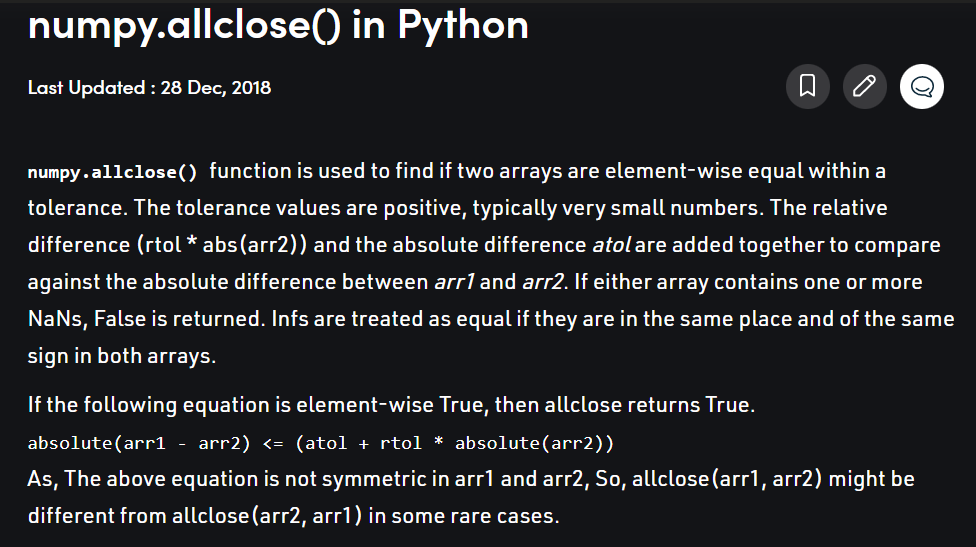 numpy.allclose() in Python
Last Updated : 28 Dec, 2018
numpy.allclose() function is used to find if two arrays are element-wise equal within a
tolerance. The tolerance values are positive, typically very small numbers. The relative
difference (rtol * abs(arr2)) and the absolute difference atol are added together to compare
against the absolute difference between arr1 and arr2. If either array contains one or more
NaNs, False is returned. Infs are treated as equal if they are in the same place and of the same
sign in both arrays.
If the following equation is element-wise True, then allclose returns True.
absolute(arr1 - arr2) <= (atol + rtol * absolute(arr2))
As, The above equation is not symmetric in arr1 and arr2, So, allclose(arr1, arr2) might be
different from allclose(arr2, arr1) in some rare cases.